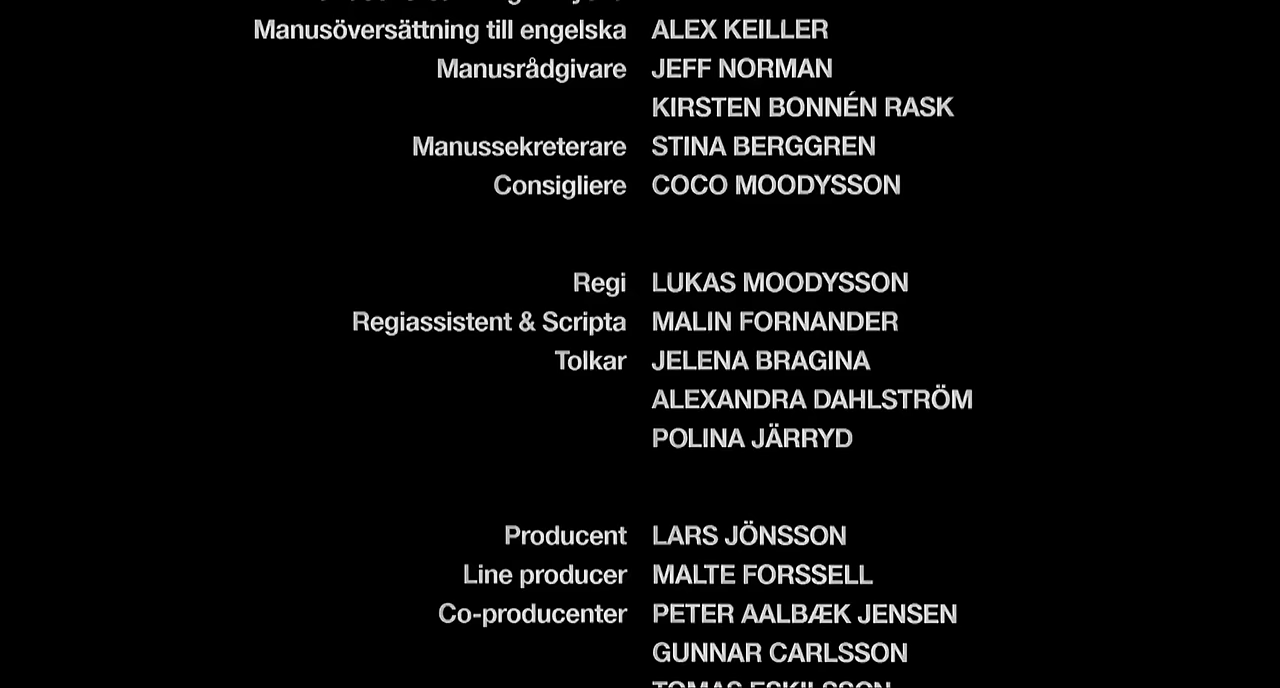 Manusöversättning till engelska ALEX KEILLER
Manusrådgivare JEFF NORMAN
KIRSTEN BONNÉN RASK
Manussekreterare STINA BERGGREN
Consigliere COCO MOODYSSON
Regi LUKAS MOODYSSON
Regiassistent & Scripta MALIN FORNANDER
Tolkar JELENA BRAGINA
ALEXANDRA DAHLSTRÖM
POLINA JÄRRYD
Producent LARS JÖNSSON
Line producer MALTE FORSSELL
Co-producenter PETER AALBÆK JENSEN
GUNNAR CARLSSON
TOMAS ESKILSSON